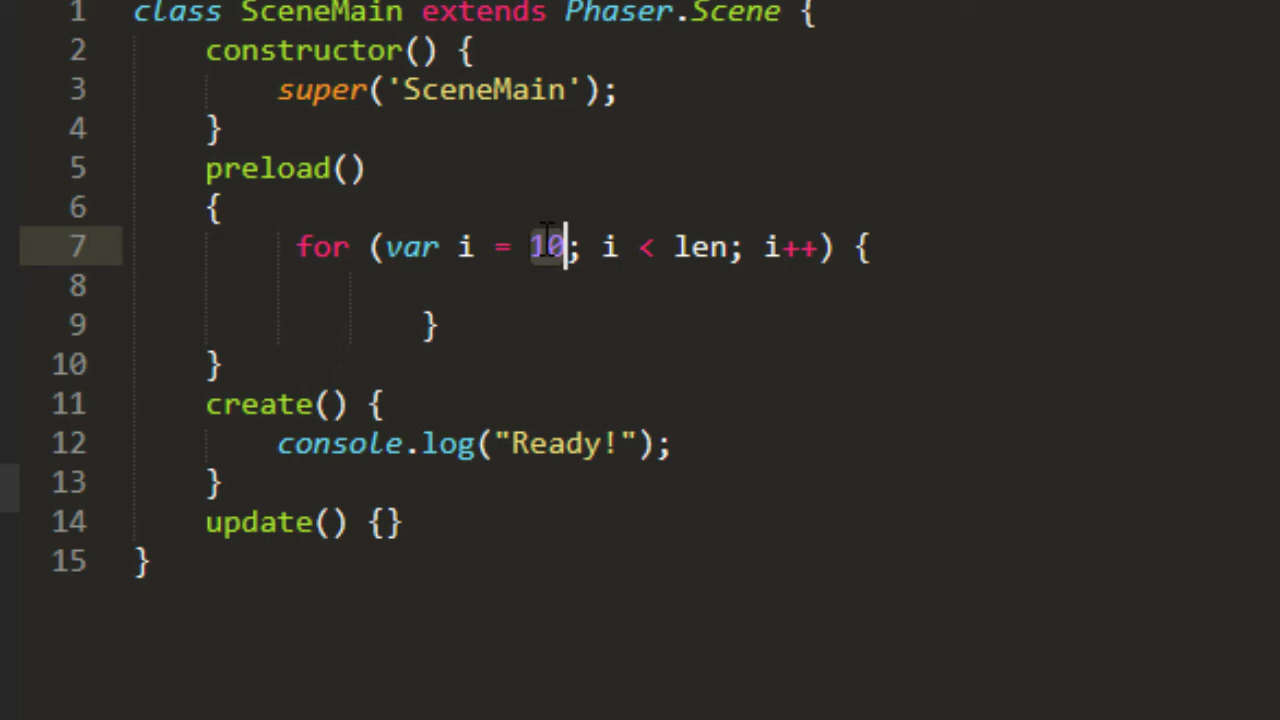 1 class SceneMain extends Phaser.Scene {
2 constructor() {
3 super('SceneMain');
4 }
5 preload()
6 {
7 for (var i = 10; i < len; i++) {
8
9 }
10 }
11 create() {
12 console.log("Ready!");
13 }
14 update() {}
15 }